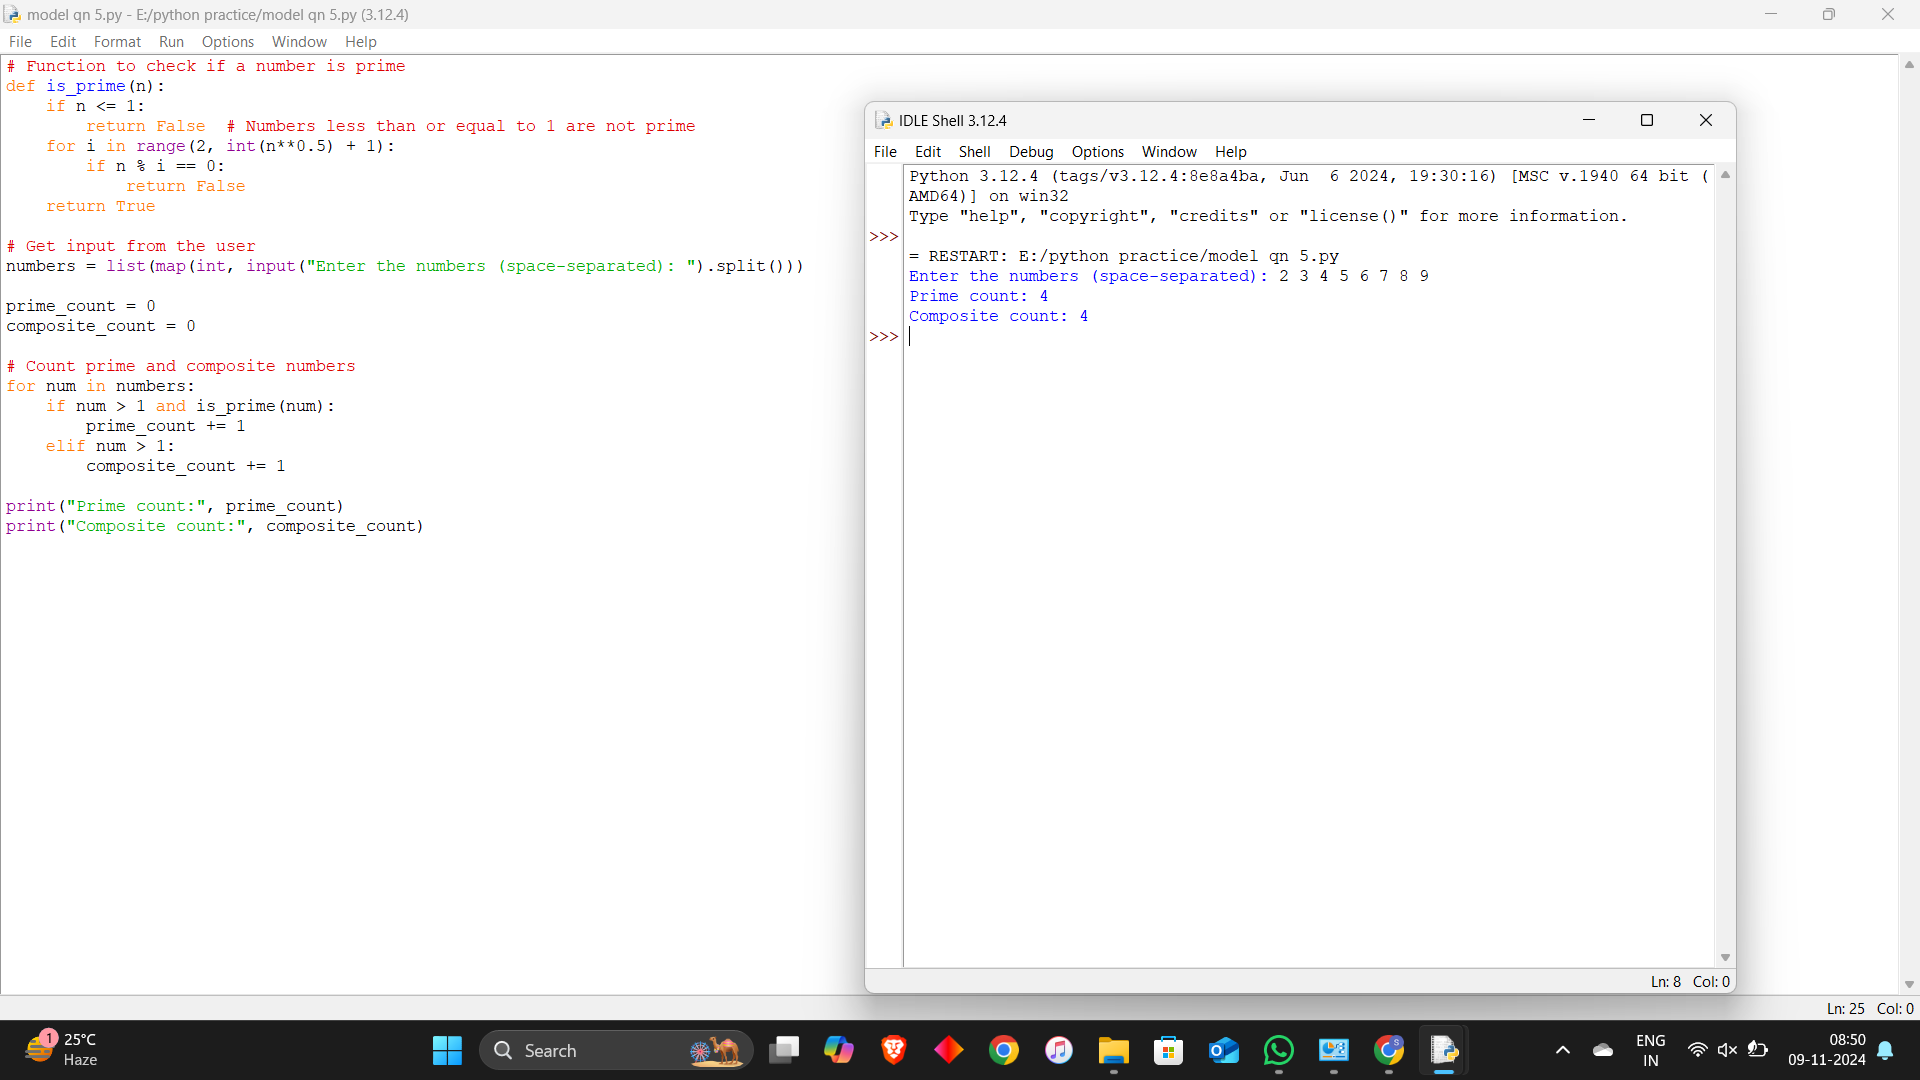 model qn 5.py - E:/python practice/model qn 5.py (3.12.4)
File Edit Format Run Options Window Help
# Function to check if a number is prime
def is_prime(n):
    if n <= 1:
        return False  # Numbers less than or equal to 1 are not prime
    for i in range(2, int(n**0.5) + 1):
        if n % i == 0:
            return False
    return True
# Get input from the user
numbers = list(map(int, input("Enter the numbers (space-separated): ").split()))
prime_count = 0
composite_count = 0
# Count prime and composite numbers
for num in numbers:
    if num > 1 and is_prime(num):
        prime_count += 1
    elif num > 1:
        composite_count += 1
print("Prime count:", prime_count)
print("Composite count:", composite_count)
IDLE Shell 3.12.4
File Edit Shell Debug Options Window Help
Python 3.12.4 (tags/v3.12.4:8e8a4ba, Jun  6 2024, 19:30:16) [MSC v.1940 64 bit (
AMD64)] on win32
Type "help", "copyright", "credits" or "license()" for more information.
>>>
= RESTART: E:/python practice/model qn 5.py
Enter the numbers (space-separated): 2 3 4 5 6 7 8 9
Prime count: 4
Composite count: 4
>>>
Ln: 8 Col: 0
Ln: 25 Col: 0
1
25°C
Haze
Search
S
ENG
IN
08:50
09-11-2024